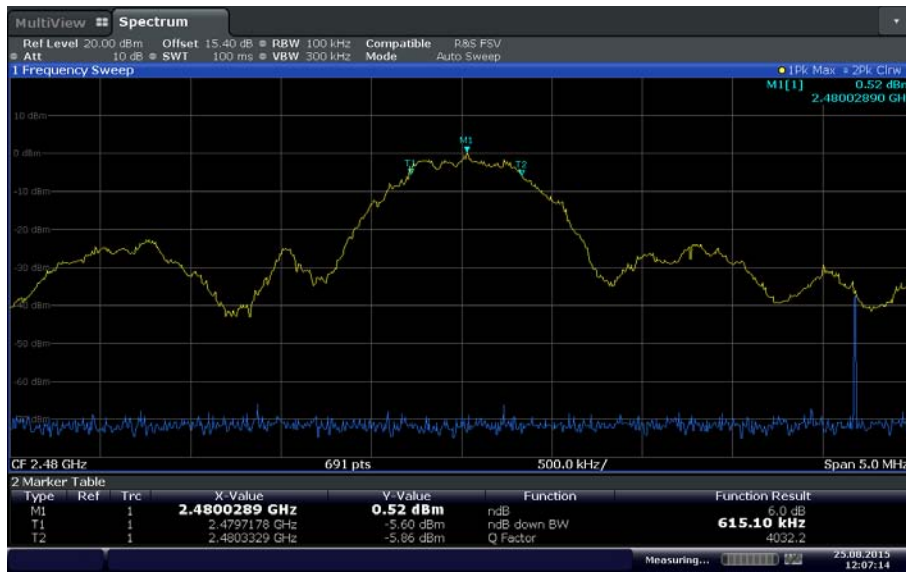 MultiView Spectrum
Ref Level 20.00 dBm Offset 15.40 dB RBW 100 kHz Compatible R&S FSV
Att 10 dB SWT 100 ms VBW 300 kHz Mode Auto Sweep
1 Frequency Sweep 1Pk Max 2Pk Clrw
M1[1] 0.52 dBm
2.48002890 GH
10 dBm
M1
0 dBm
T1 T2
-10 dBm
-20 dBm
-30 dBm
-40 dBm
-50 dBm
-60 dBm
CF 2.48 GHz 691 pts 500.0 kHz/ Span 5.0 MHz
2 Marker Table
Type Ref Trc X-Value Y-Value Function Function Result
M1 1 2.4800289 GHz 0.52 dBm ndB 6.0 dB
T1 1 2.4797178 GHz -5.60 dBm ndB down BW 615.10 kHz
T2 1 2.4803329 GHz -5.86 dBm Q Factor 4032.2
Measuring... 25.08.2015
12:07:14